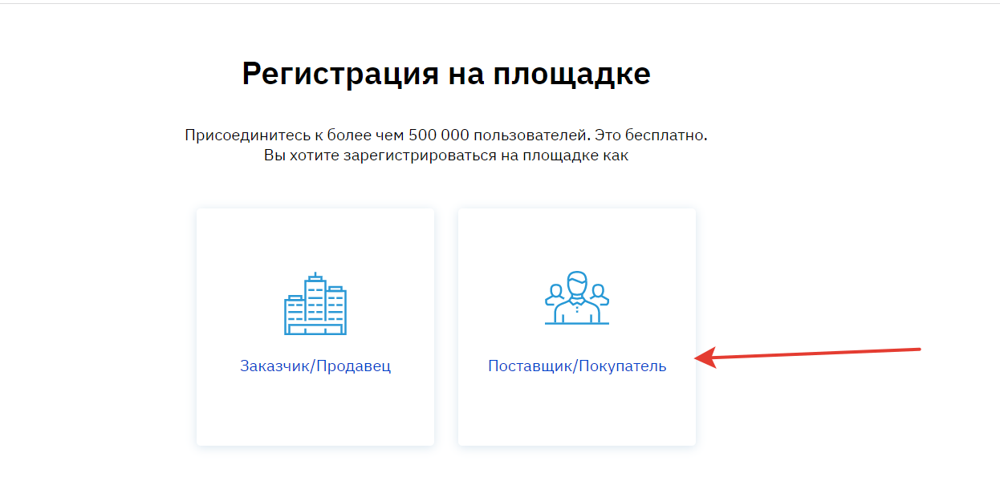 Регистрация на площадке
Присоединитесь к более чем 500 000 пользователей. Это бесплатно.
Вы хотите зарегистрироваться на площадке как
Заказчик/Продавец
Поставщик/Покупатель